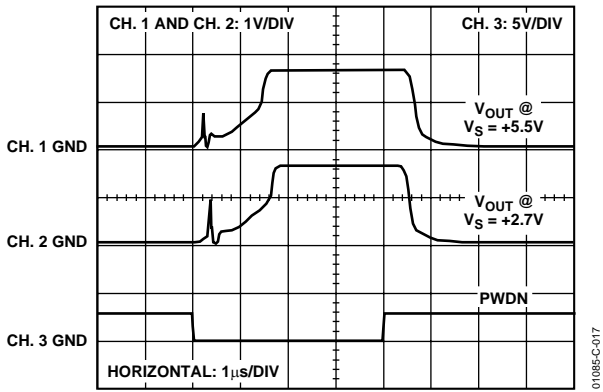 CH. 1 AND CH. 2: 1V/DIV
CH. 3: 5V/DIV
VOUT @
VS = +5.5V
CH. 1 GND
VOUT @
VS = +2.7V
CH. 2 GND
PWDN
CH. 3 GND
HORIZONTAL: 1μs/DIV
01085-C-017